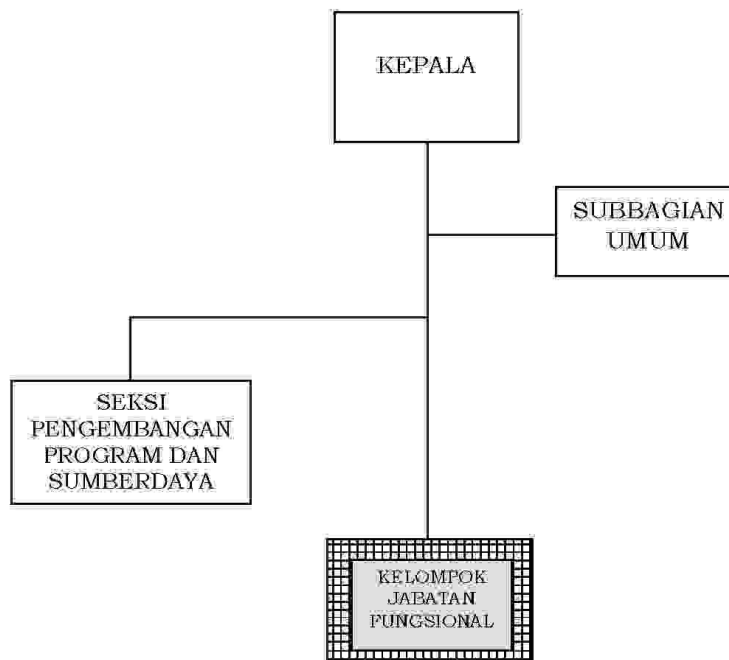 KEPALA
SUBBAGIAN
UMUM
SEKSI
PENGEMBANGAN
PROGRAM DAN
SUMBERDAYA
KELOMPOK
JABATAN
FUNGSIONAL